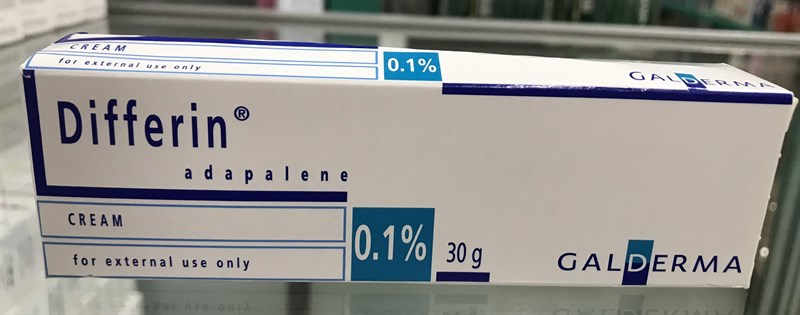 CREAM
for external use only
0.1%
GALDERMA
Differin®
adapalene
CREAM
for external use only
0.1%
30 g
GALDERMA